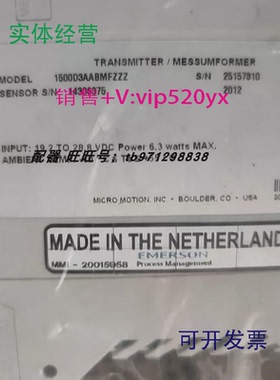 实体经营
TRANSMITTER / MESSUMFORMER
MODEL 1500D3AABMFZZZ S/N 25157810
SENSOR S/N 14306375 2012
销售+V:vip520yx
INPUT: 19.2 TO 28.8 VDC Power 6.3 watts MAX.
配器 旺旺号: tb971298838
AMBIE
MICRO MOTION, INC • BOULDER, CO • USA
MADE IN THE NETHERLAND
EMERSON
MMI - 20015958 Process Management
可开发票